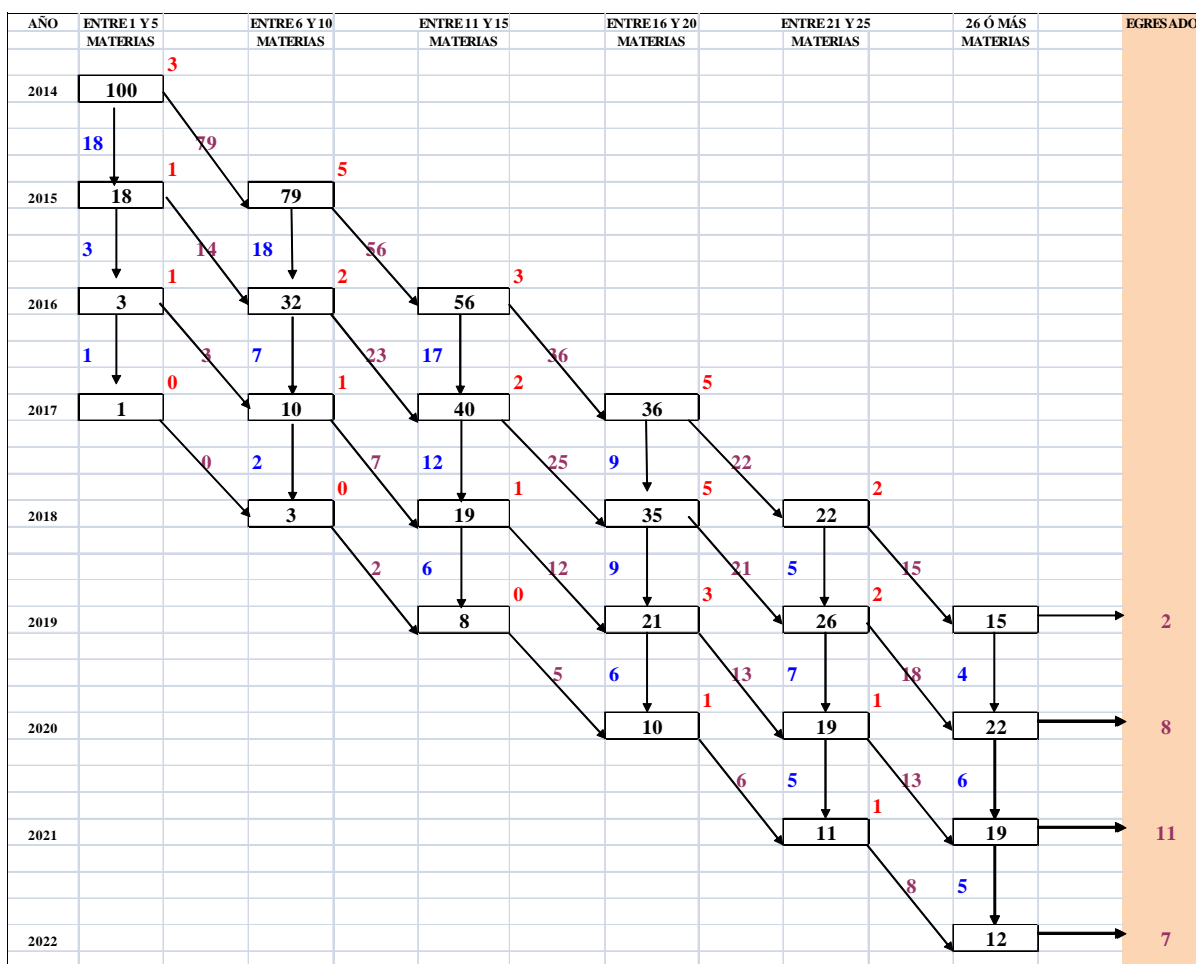 AÑO ENTRE 1 Y 5 ENTRE 6 Y 10 ENTRE 11 Y 15 ENTRE 16 Y 20 ENTRE 21 Y 25 26 Ó MÁS EGRESADO
MATERIAS MATERIAS MATERIAS MATERIAS MATERIAS MATERIAS
3
2014 100
18 79
1 5
2015 18 79
3 14 18 56
1 2 3
2016 3 32 56
1 3 7 23 17 36
0 1 2 5
2017 1 10 40 36
0 2 7 12 25 9 22
0 1 5 2
2018 3 19 35 22
2 6 12 9 21 5 15
0 3 2
2019 8 21 26 15 2
5 6 13 7 18 4
1 1
2020 10 19 22 8
6 5 13 6
1
2021 11 19 11
8 5
2022 12 7